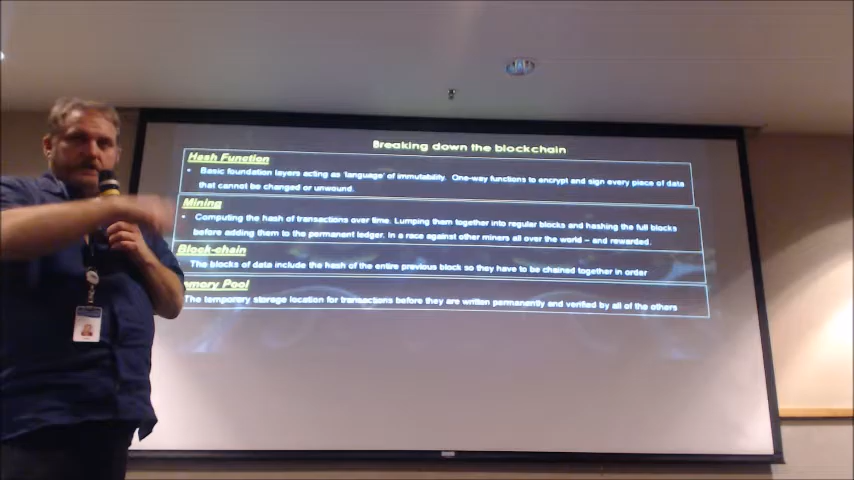 Breaking down the blockchain
Hash Function
• Basic foundation layers acting as 'language' of immutability. One-way functions to encrypt and sign every piece of data
that cannot be changed or unwound.
Mining
• Computing the hash of transactions over time. Lumping them together into regular blocks and hashing the full blocks
before adding them to the permanent ledger. In a race against other miners all over the world – and rewarded.
Block-chain
The blocks of data include the hash of the entire previous block so they have to be chained together in order
Pool
The temporary storage location for transactions before they are written permanently and verified by all of the others